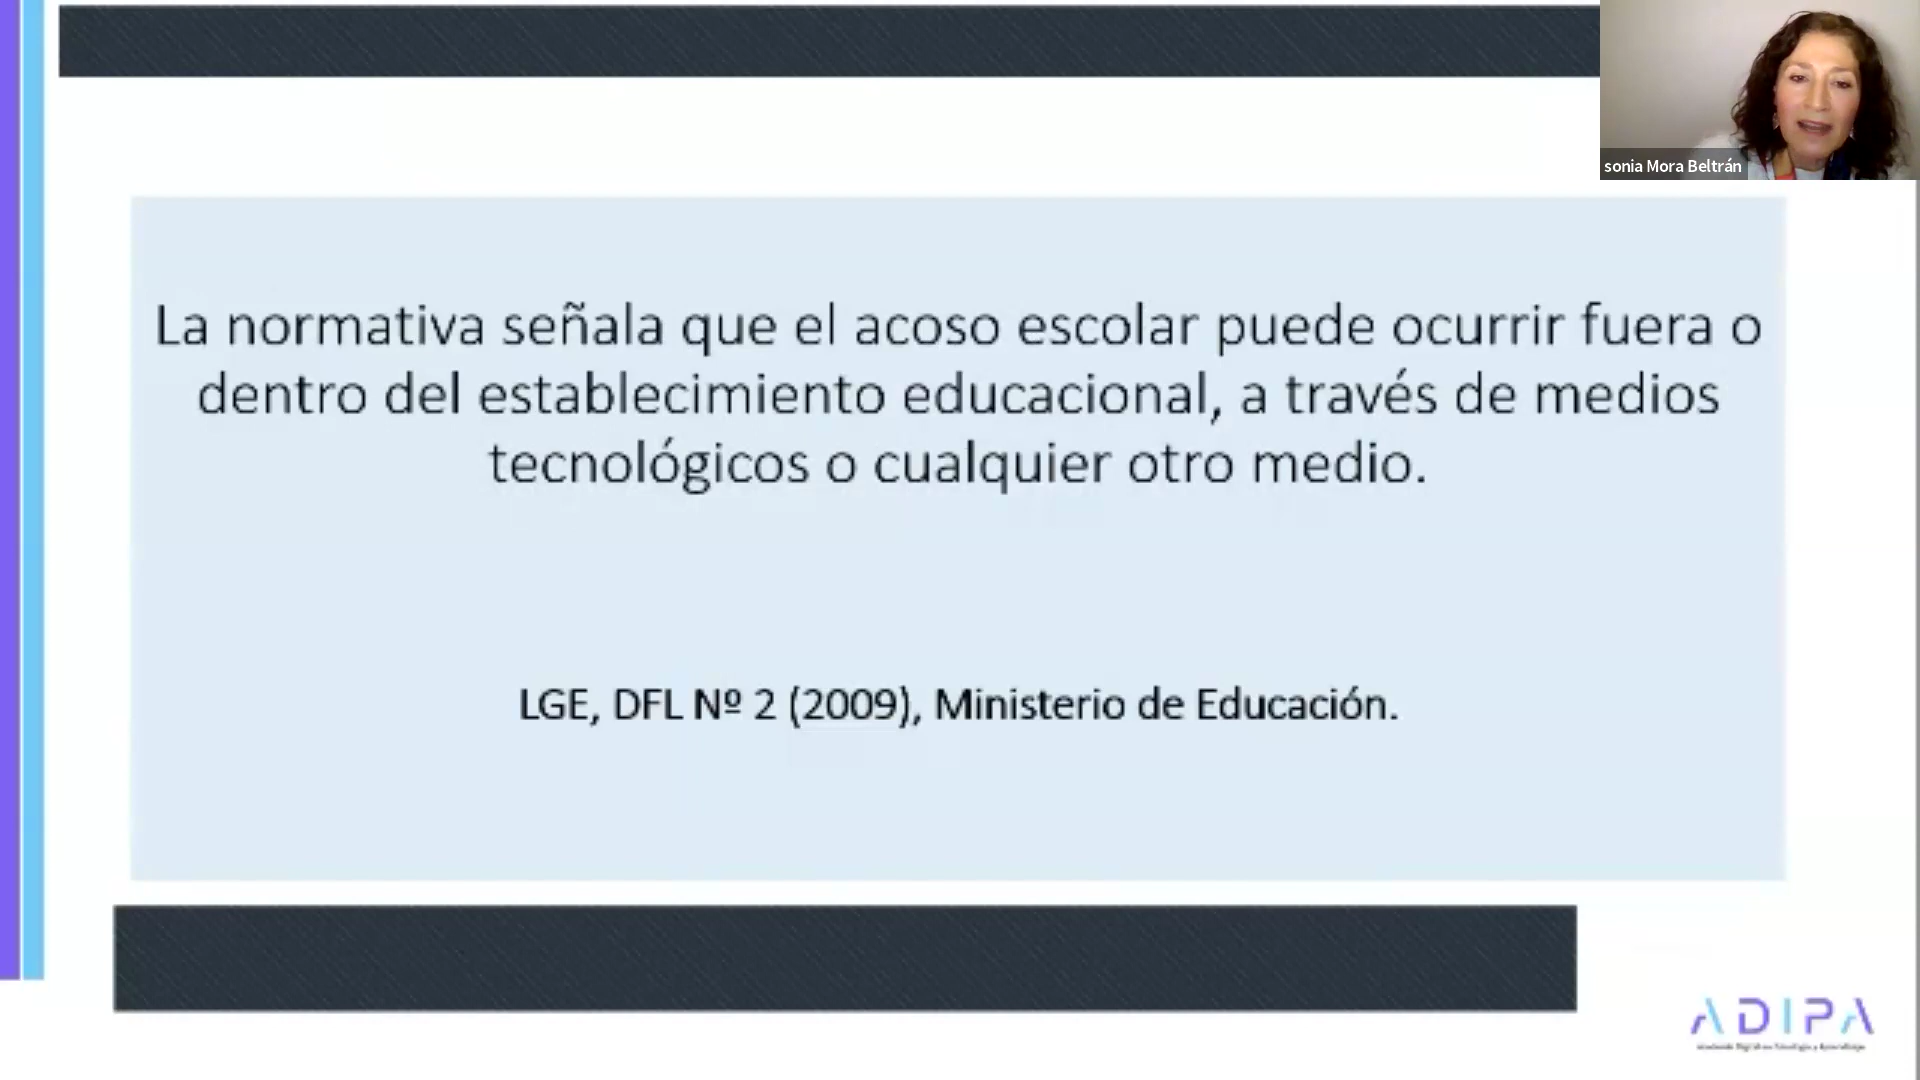 sonia Mora Beltrán
La normativa señala que el acoso escolar puede ocurrir fuera o
dentro del establecimiento educacional, a través de medios
tecnológicos o cualquier otro medio.
LGE, DFL Nº 2 (2009), Ministerio de Educación.
ADIPA